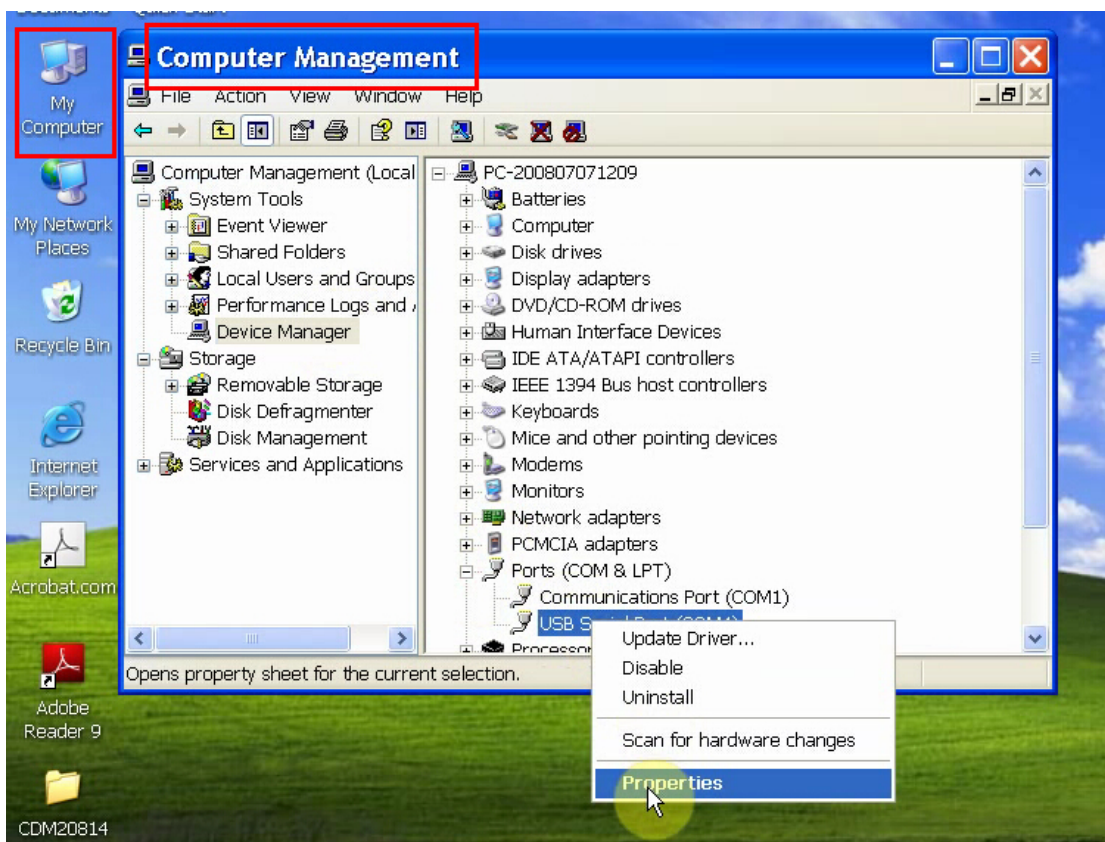 My
Computer
My Network
Places
Recycle Bin
Internet
Explorer
Acrobat.com
Adobe
Reader 9
CDM20814
Computer Management
File Action View Window Help
Computer Management (Local
System Tools
Event Viewer
Shared Folders
Local Users and Groups
Performance Logs and
Device Manager
Storage
Removable Storage
Disk Defragmenter
Disk Management
Services and Applications
PC-200807071209
Batteries
Computer
Disk drives
Display adapters
DVD/CD-ROM drives
Human Interface Devices
IDE ATA/ATAPI controllers
IEEE 1394 Bus host controllers
Keyboards
Mice and other pointing devices
Modems
Monitors
Network adapters
PCMCIA adapters
Ports (COM & LPT)
Communications Port (COM1)
USB
Processor
Opens property sheet for the current selection.
Update Driver...
Disable
Uninstall
Scan for hardware changes
Properties